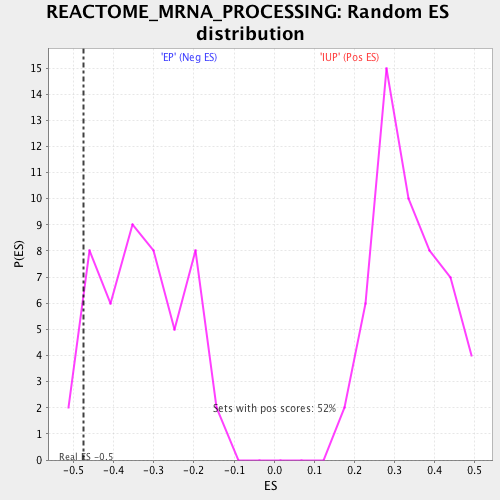 REACTOME_MRNA_PROCESSING: Random ES
distribution
'EP' (Neg ES)
'IUP' (Pos ES)
15
14
13
12
11
10
9
8
7
6
5
4
3
2
1
0
P(ES)
Sets with pos scores: 52%
Real ES -0.5
-0.5 -0.4 -0.3 -0.2 -0.1 0.0 0.1 0.2 0.3 0.4 0.5
ES